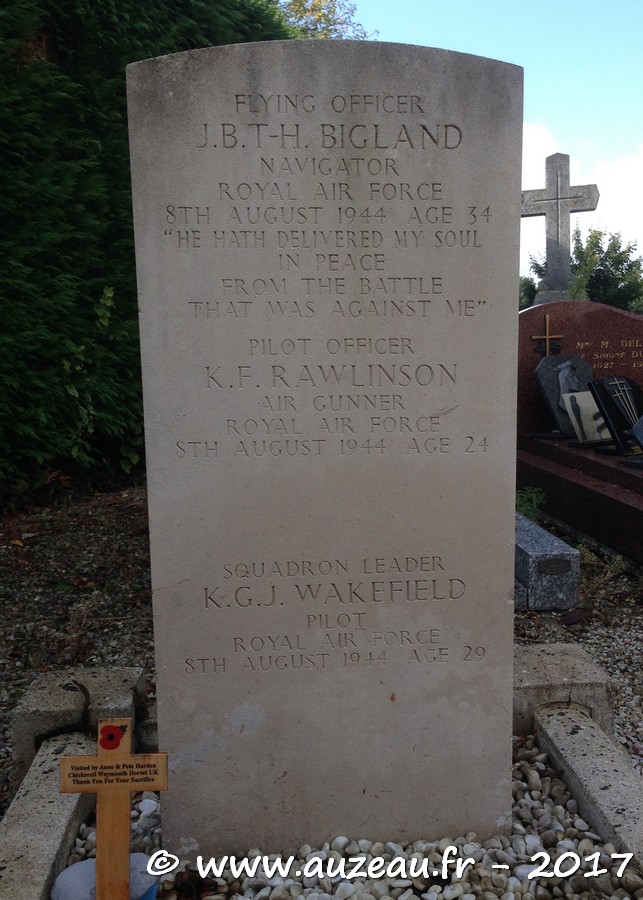 FLYING OFFICER
J.B.T-H. BIGLAND
NAVIGATOR
ROYAL AIR FORCE
8TH AUGUST 1944 AGE 34
"HE HATH DELIVERED MY SOUL
IN PEACE
FROM THE BATTLE
THAT WAS AGAINST ME"
PILOT OFFICER
K.F. RAWLINSON
AIR GUNNER
ROYAL AIR FORCE
8TH AUGUST 1944 AGE 24
SQUADRON LEADER
K.G.J. WAKEFIELD
PILOT
ROYAL AIR FORCE
8TH AUGUST 1944 AGE 29
Visited by Anne & Pete Harden
Chickerell Weymouth Dorset UK
Thank You For Your Sacrifice
© www.auzeau.fr - 2017